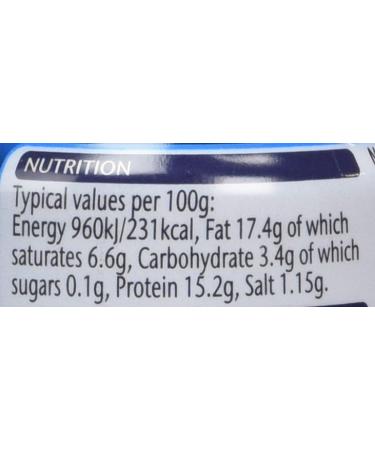 NUTRITION
Typical values per 100g:
Energy 960kJ/231kcal, Fat 17.4g of which
saturates 6.6g, Carbohydrate 3.4g of which
sugars 0.1g, Protein 15.2g, Salt 1.15g.